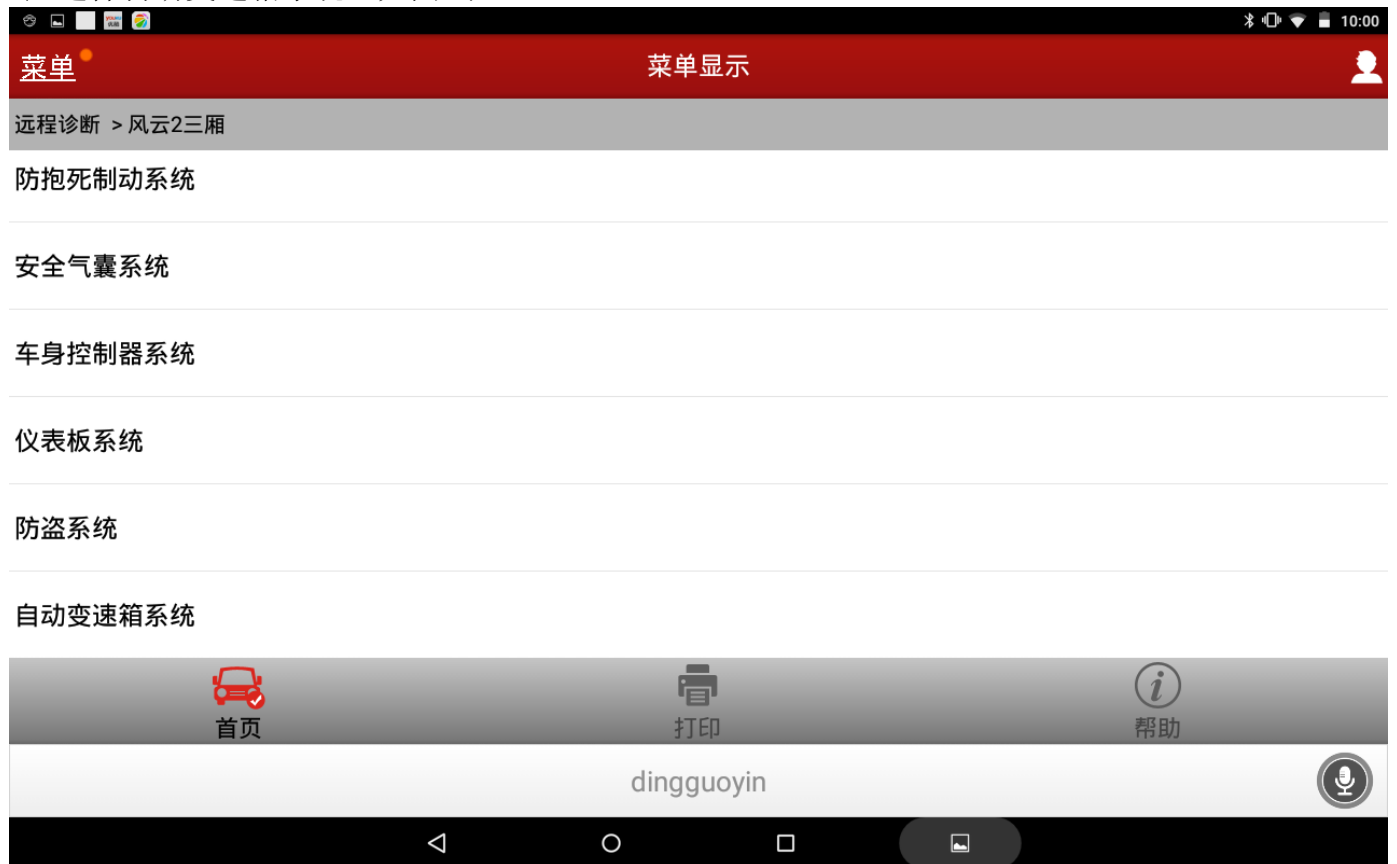 10:00
菜单
菜单显示
远程诊断 >风云2三厢
防抱死制动系统
安全气囊系统
车身控制器系统
仪表板系统
防盗系统
自动变速箱系统
首页
打印
帮助
dingguoyin